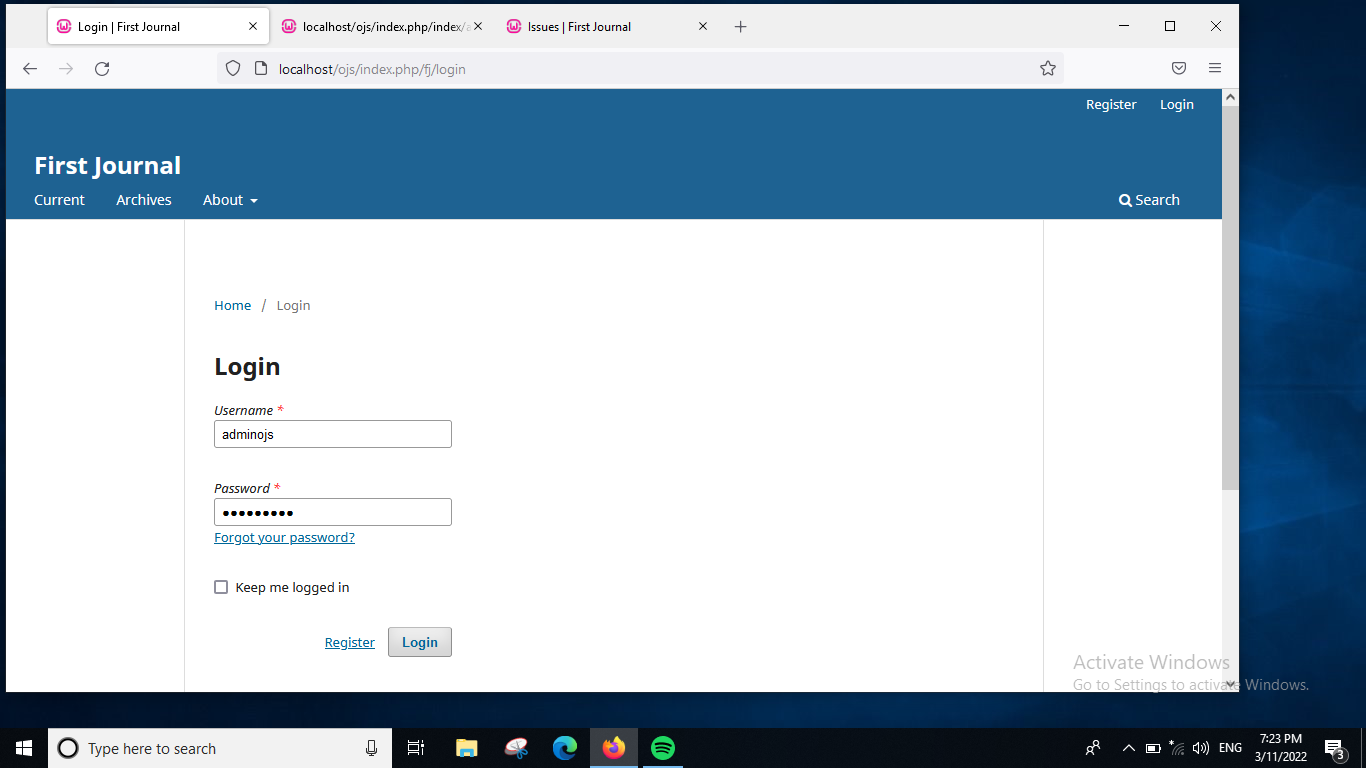 Login | First Journal
localhost/ojs/index.php/index/a
Issues | First Journal
localhost/ojs/index.php/fj/login
Register Login
First Journal
Current Archives About Search
Home / Login
Login
Username *
adminojs
Password *
Forgot your password?
Keep me logged in
Register Login
Activate Windows
Go to Settings to activate Windows.
Type here to search
ENG
7:23 PM
3/11/2022
3